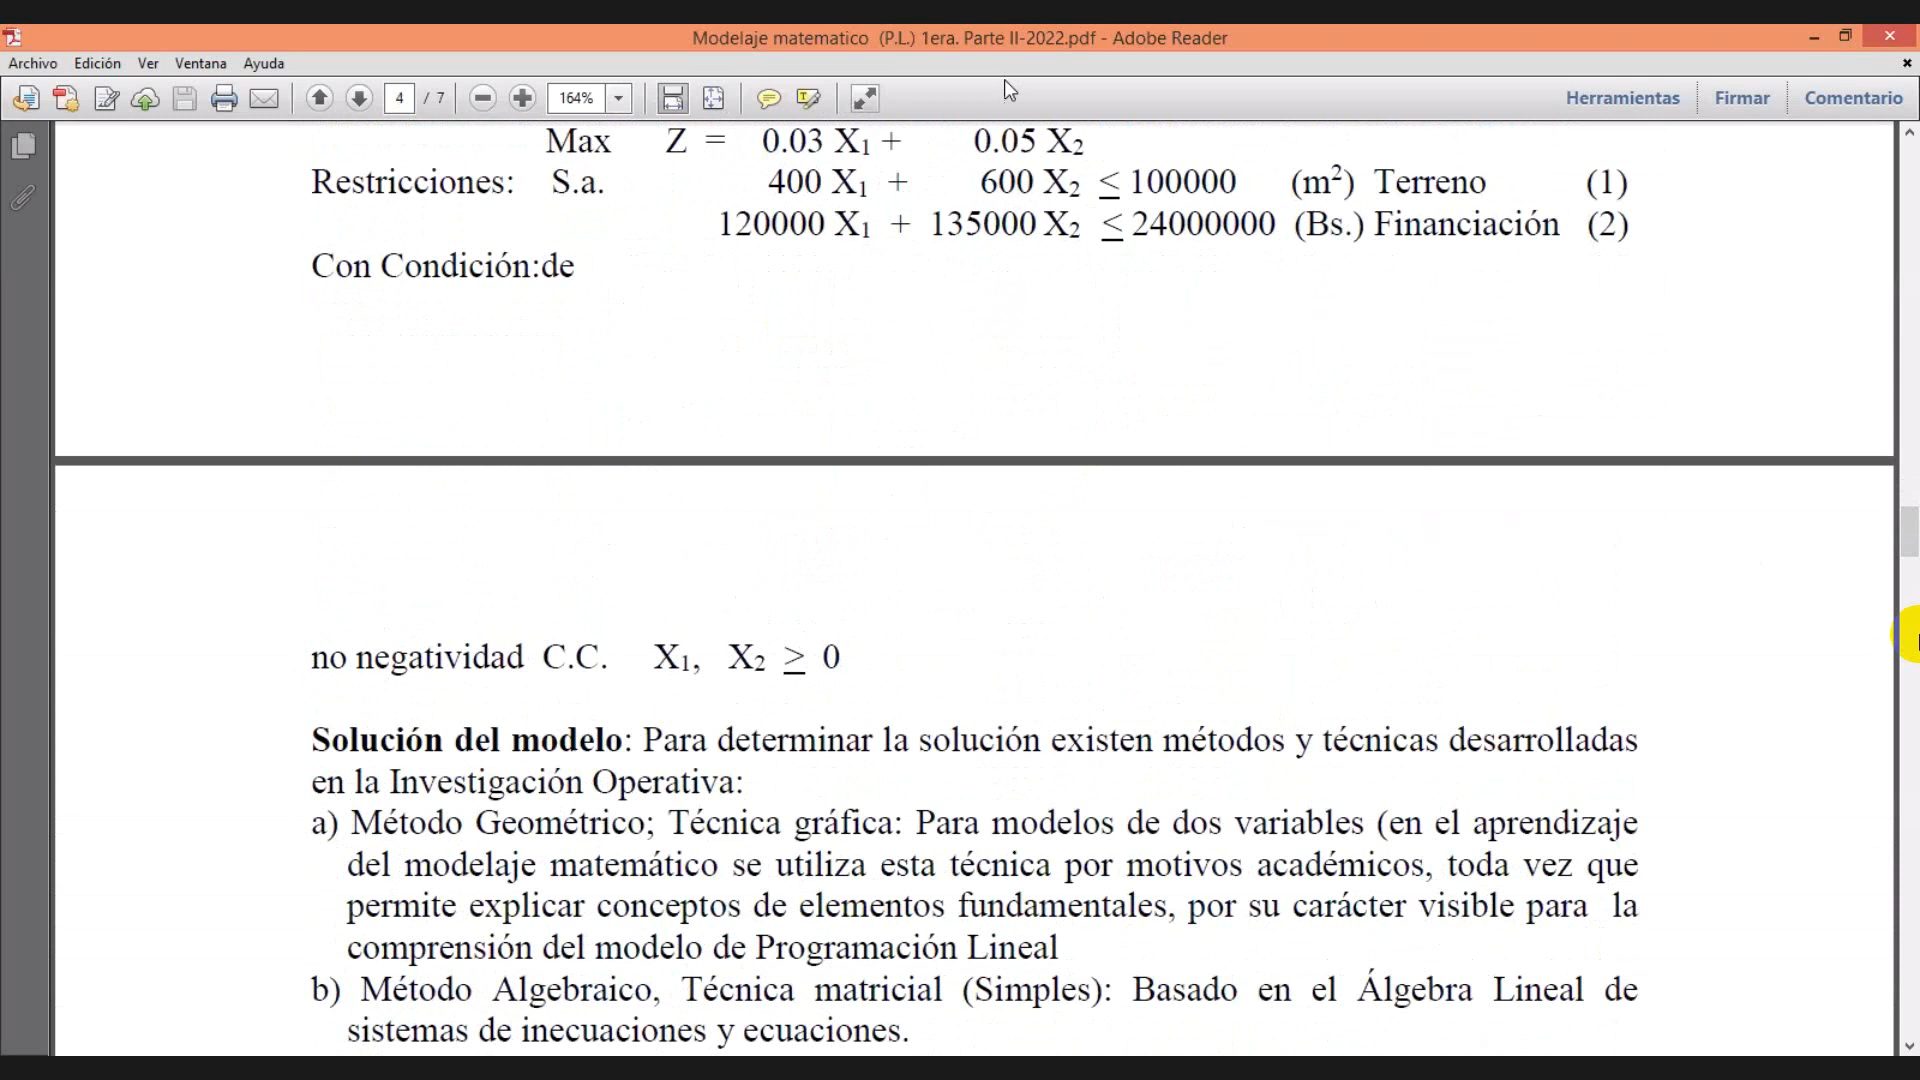 Modelaje matematico (P.L.) 1era. Parte II-2022.pdf - Adobe Reader
Archivo Edición Ver Ventana Ayuda
4 / 7 164% Herramientas Firmar Comentario
Max Z = 0.03 X₁ + 0.05 X₂
Restricciones: S.a. 400 X₁ + 600 X₂ ≤ 100000 (m²) Terreno (1)
120000 X₁ + 135000 X₂ ≤ 24000000 (Bs.) Financiación (2)
Con Condición:de
no negatividad C.C. X₁, X₂ ≥ 0
Solución del modelo: Para determinar la solución existen métodos y técnicas desarrolladas
en la Investigación Operativa:
a) Método Geométrico; Técnica gráfica: Para modelos de dos variables (en el aprendizaje
del modelaje matemático se utiliza esta técnica por motivos académicos, toda vez que
permite explicar conceptos de elementos fundamentales, por su carácter visible para la
comprensión del modelo de Programación Lineal
b) Método Algebraico, Técnica matricial (Simples): Basado en el Álgebra Lineal de
sistemas de inecuaciones y ecuaciones.